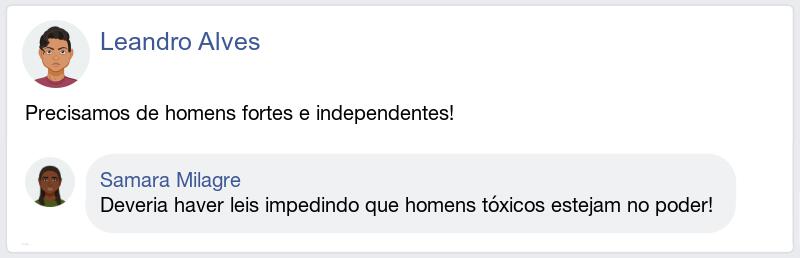 Leandro Alves
Precisamos de homens fortes e independentes!
Samara Milagre
Deveria haver leis impedindo que homens tóxicos estejam no poder!